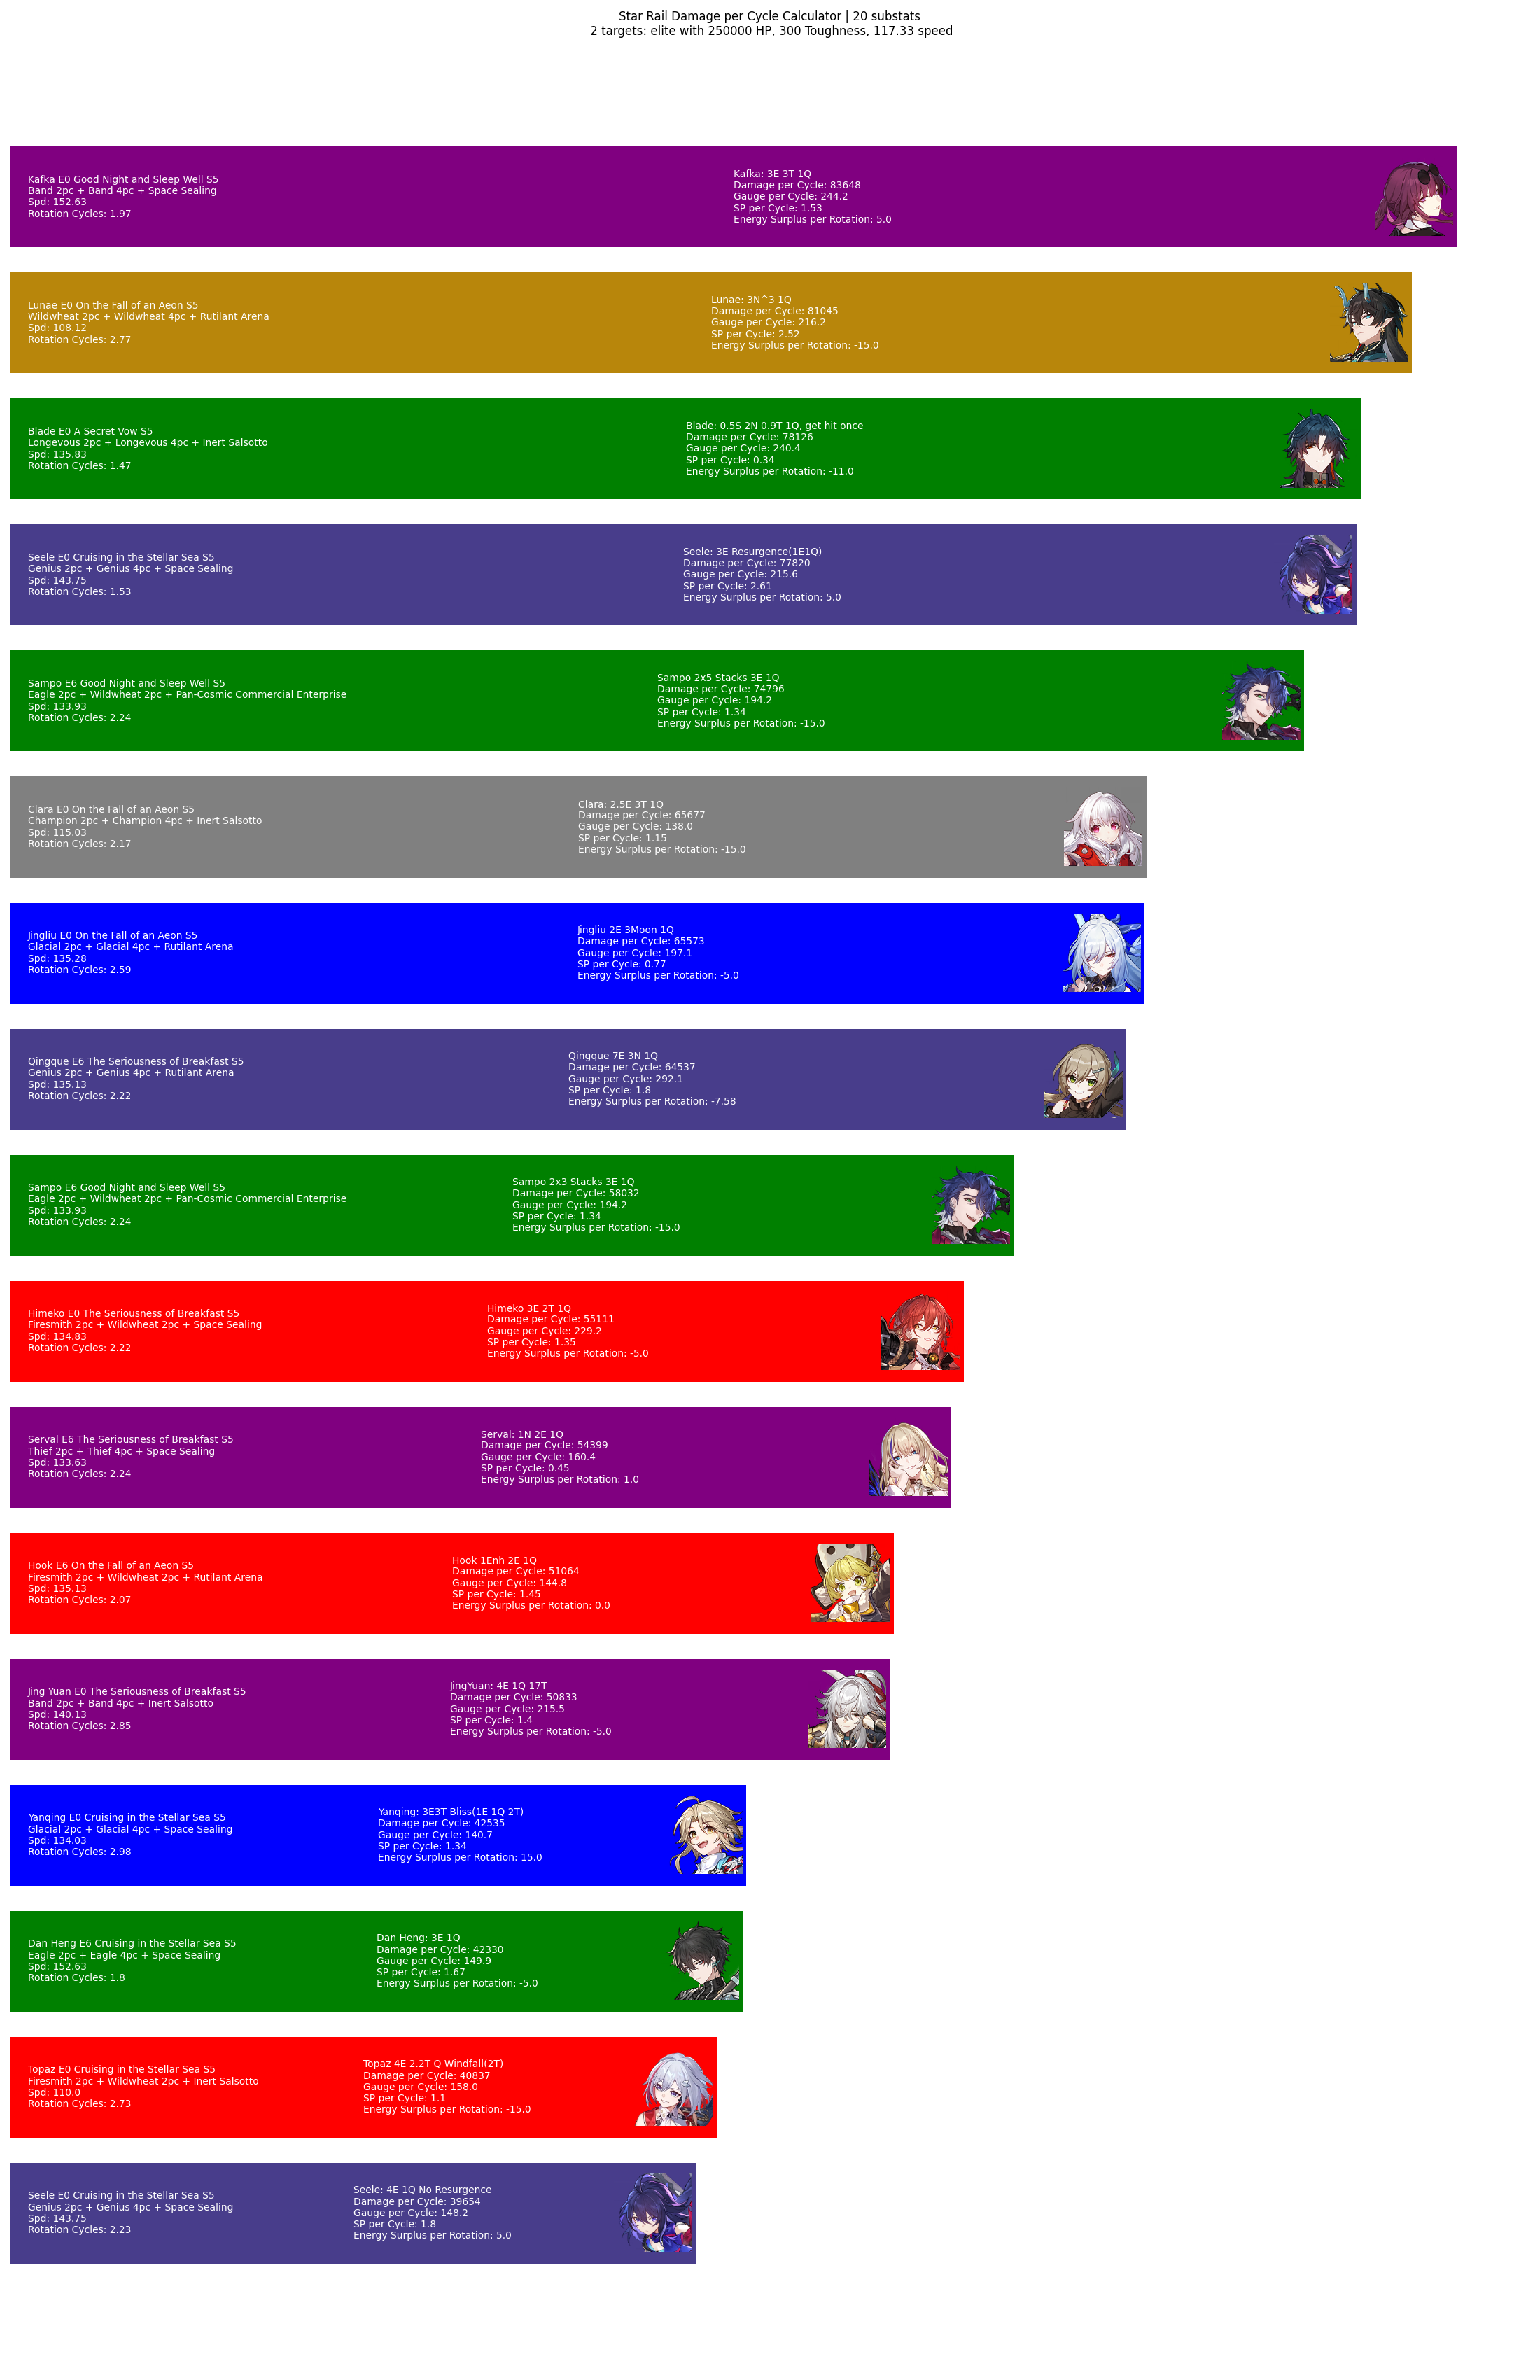 Star Rail Damage per Cycle Calculator | 20 substats
2 targets: elite with 250000 HP, 300 Toughness, 117.33 speed
Kafka E0 Good Night and Sleep Well S5
Band 2pc + Band 4pc + Space Sealing
Spd: 152.63
Rotation Cycles: 1.97
Kafka: 3E 3T 1Q
Damage per Cycle: 83648
Gauge per Cycle: 244.2
SP per Cycle: 1.53
Energy Surplus per Rotation: 5.0
Lunae E0 On the Fall of an Aeon S5
Wildwheat 2pc + Wildwheat 4pc + Rutilant Arena
Spd: 108.12
Rotation Cycles: 2.77
Lunae: 3N^3 1Q
Damage per Cycle: 81045
Gauge per Cycle: 216.2
SP per Cycle: 2.52
Energy Surplus per Rotation: -15.0
Blade E0 A Secret Vow S5
Longevous 2pc + Longevous 4pc + Inert Salsotto
Spd: 135.83
Rotation Cycles: 1.47
Blade: 0.5S 2N 0.9T 1Q, get hit once
Damage per Cycle: 78126
Gauge per Cycle: 240.4
SP per Cycle: 0.34
Energy Surplus per Rotation: -11.0
Seele E0 Cruising in the Stellar Sea S5
Genius 2pc + Genius 4pc + Space Sealing
Spd: 143.75
Rotation Cycles: 1.53
Seele: 3E Resurgence(1E1Q)
Damage per Cycle: 77820
Gauge per Cycle: 215.6
SP per Cycle: 2.61
Energy Surplus per Rotation: 5.0
Sampo E6 Good Night and Sleep Well S5
Eagle 2pc + Wildwheat 2pc + Pan-Cosmic Commercial Enterprise
Spd: 133.93
Rotation Cycles: 2.24
Sampo 2x5 Stacks 3E 1Q
Damage per Cycle: 74796
Gauge per Cycle: 194.2
SP per Cycle: 1.34
Energy Surplus per Rotation: -15.0
Clara E0 On the Fall of an Aeon S5
Champion 2pc + Champion 4pc + Inert Salsotto
Spd: 115.03
Rotation Cycles: 2.17
Clara: 2.5E 3T 1Q
Damage per Cycle: 65677
Gauge per Cycle: 138.0
SP per Cycle: 1.15
Energy Surplus per Rotation: -15.0
Jingliu E0 On the Fall of an Aeon S5
Glacial 2pc + Glacial 4pc + Rutilant Arena
Spd: 135.28
Rotation Cycles: 2.59
Jingliu 2E 3Moon 1Q
Damage per Cycle: 65573
Gauge per Cycle: 197.1
SP per Cycle: 0.77
Energy Surplus per Rotation: -5.0
Qingque E6 The Seriousness of Breakfast S5
Genius 2pc + Genius 4pc + Rutilant Arena
Spd: 135.13
Rotation Cycles: 2.22
Qingque 7E 3N 1Q
Damage per Cycle: 64537
Gauge per Cycle: 292.1
SP per Cycle: 1.8
Energy Surplus per Rotation: -7.58
Sampo E6 Good Night and Sleep Well S5
Eagle 2pc + Wildwheat 2pc + Pan-Cosmic Commercial Enterprise
Spd: 133.93
Rotation Cycles: 2.24
Sampo 2x3 Stacks 3E 1Q
Damage per Cycle: 58032
Gauge per Cycle: 194.2
SP per Cycle: 1.34
Energy Surplus per Rotation: -15.0
Himeko E0 The Seriousness of Breakfast S5
Firesmith 2pc + Wildwheat 2pc + Space Sealing
Spd: 134.83
Rotation Cycles: 2.22
Himeko 3E 2T 1Q
Damage per Cycle: 55111
Gauge per Cycle: 229.2
SP per Cycle: 1.35
Energy Surplus per Rotation: -5.0
Serval E6 The Seriousness of Breakfast S5
Thief 2pc + Thief 4pc + Space Sealing
Spd: 133.63
Rotation Cycles: 2.24
Serval: 1N 2E 1Q
Damage per Cycle: 54399
Gauge per Cycle: 160.4
SP per Cycle: 0.45
Energy Surplus per Rotation: 1.0
Hook E6 On the Fall of an Aeon S5
Firesmith 2pc + Wildwheat 2pc + Rutilant Arena
Spd: 135.13
Rotation Cycles: 2.07
Hook 1Enh 2E 1Q
Damage per Cycle: 51064
Gauge per Cycle: 144.8
SP per Cycle: 1.45
Energy Surplus per Rotation: 0.0
Jing Yuan E0 The Seriousness of Breakfast S5
Band 2pc + Band 4pc + Inert Salsotto
Spd: 140.13
Rotation Cycles: 2.85
JingYuan: 4E 1Q 17T
Damage per Cycle: 50833
Gauge per Cycle: 215.5
SP per Cycle: 1.4
Energy Surplus per Rotation: -5.0
Yanqing E0 Cruising in the Stellar Sea S5
Glacial 2pc + Glacial 4pc + Space Sealing
Spd: 134.03
Rotation Cycles: 2.98
Yanqing: 3E3T Bliss(1E 1Q 2T)
Damage per Cycle: 42535
Gauge per Cycle: 140.7
SP per Cycle: 1.34
Energy Surplus per Rotation: 15.0
Dan Heng E6 Cruising in the Stellar Sea S5
Eagle 2pc + Eagle 4pc + Space Sealing
Spd: 152.63
Rotation Cycles: 1.8
Dan Heng: 3E 1Q
Damage per Cycle: 42330
Gauge per Cycle: 149.9
SP per Cycle: 1.67
Energy Surplus per Rotation: -5.0
Topaz E0 Cruising in the Stellar Sea S5
Firesmith 2pc + Wildwheat 2pc + Inert Salsotto
Spd: 110.0
Rotation Cycles: 2.73
Topaz 4E 2.2T Q Windfall(2T)
Damage per Cycle: 40837
Gauge per Cycle: 158.0
SP per Cycle: 1.1
Energy Surplus per Rotation: -15.0
Seele E0 Cruising in the Stellar Sea S5
Genius 2pc + Genius 4pc + Space Sealing
Spd: 143.75
Rotation Cycles: 2.23
Seele: 4E 1Q No Resurgence
Damage per Cycle: 39654
Gauge per Cycle: 148.2
SP per Cycle: 1.8
Energy Surplus per Rotation: 5.0